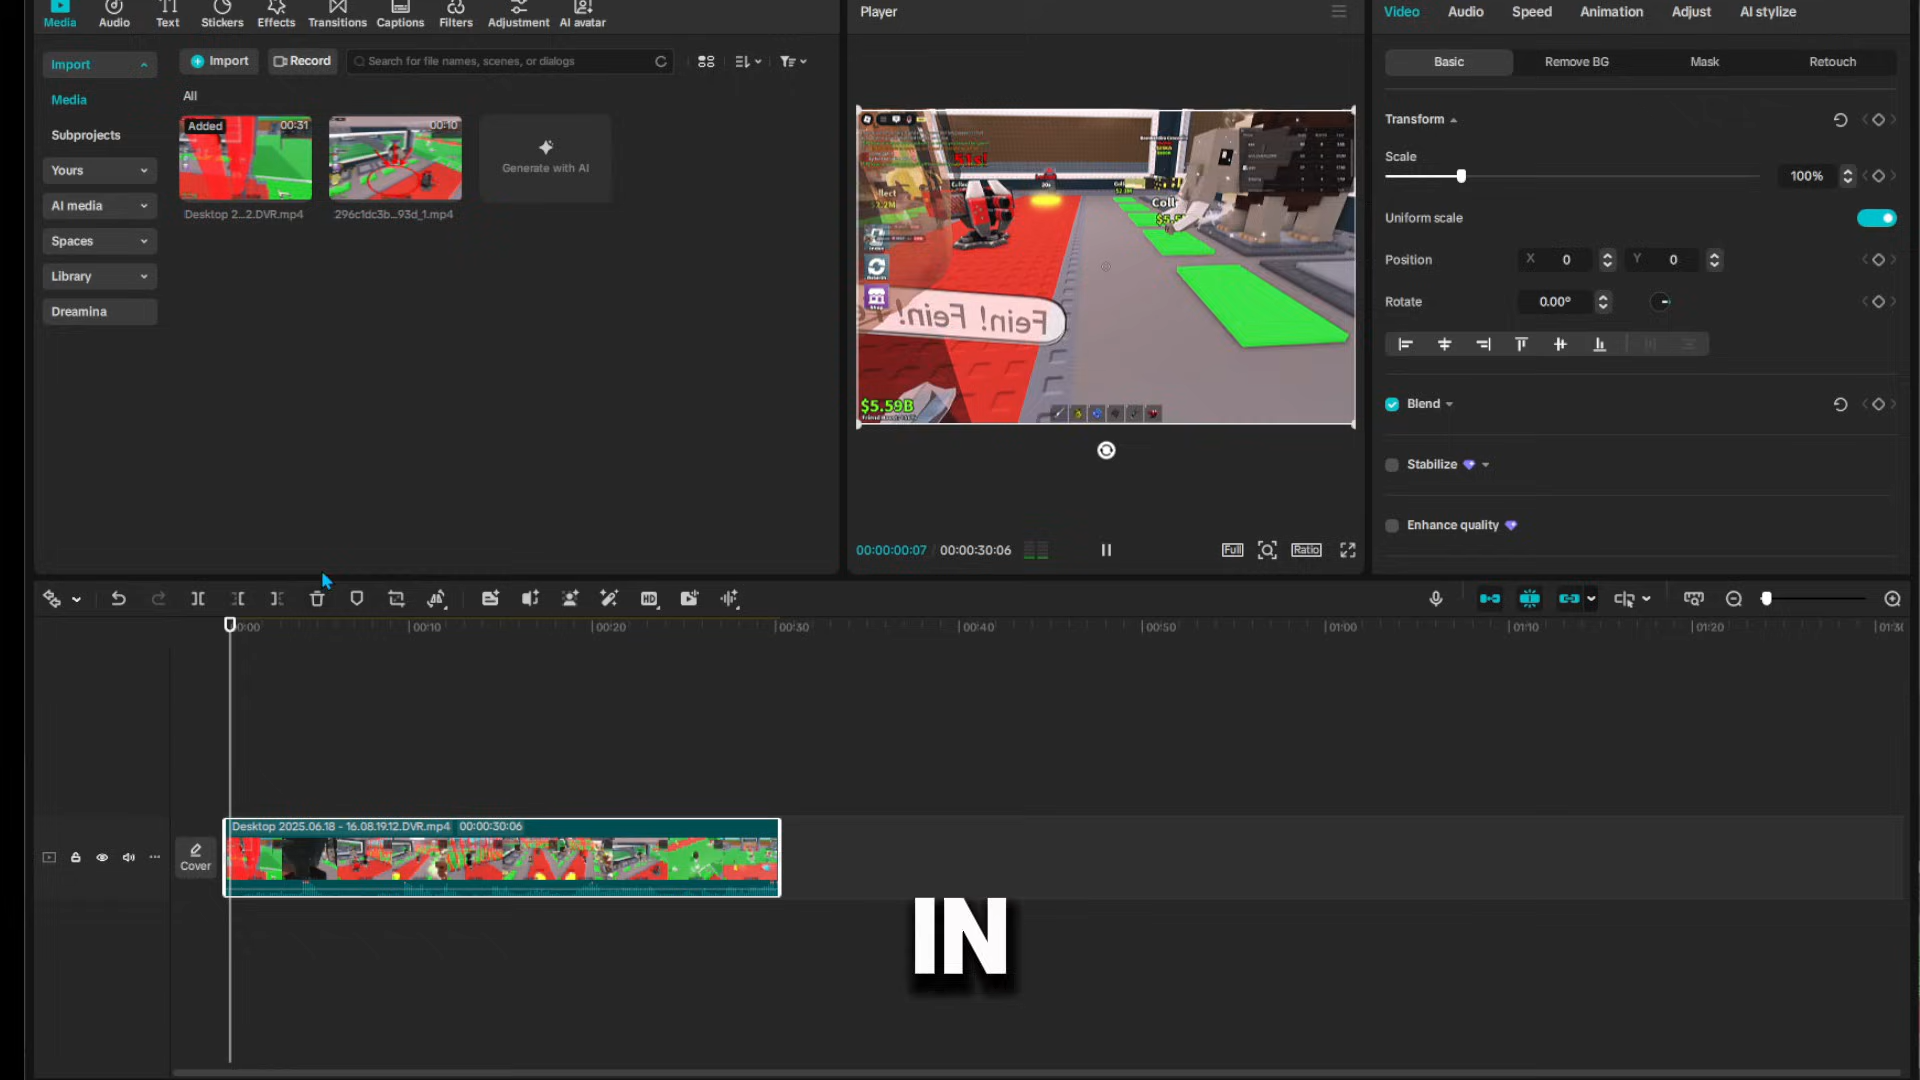 Media
Audio
Text
Stickers
Effects
Transitions
Captions
Filters
Adjustment
AI avatar
Import
Media
Subprojects
Yours
AI media
Spaces
Library
Dreamina
Import
Record
Search for file names, scenes, or dialogs
All
Added
00:31
00:10
Generate with AI
Desktop 2...2.DVR.mp4
296c1dc3b...93d_1.mp4
Player
Fein! Fein!
$5.59B
00:00:00:07 / 00:00:30:06
Full
Ratio
Video
Audio
Speed
Animation
Adjust
AI stylize
Basic
Remove BG
Mask
Retouch
Transform
Scale
100%
Uniform scale
Position
X 0
Y 0
Rotate
0.00°
Blend
Stabilize
Enhance quality
HD
00:10
00:20
00:30
00:40
00:50
01:00
01:10
01:20
Cover
Desktop 2025.06.18 - 16.08.19.12.DVR.mp4 00:00:30:06
IN